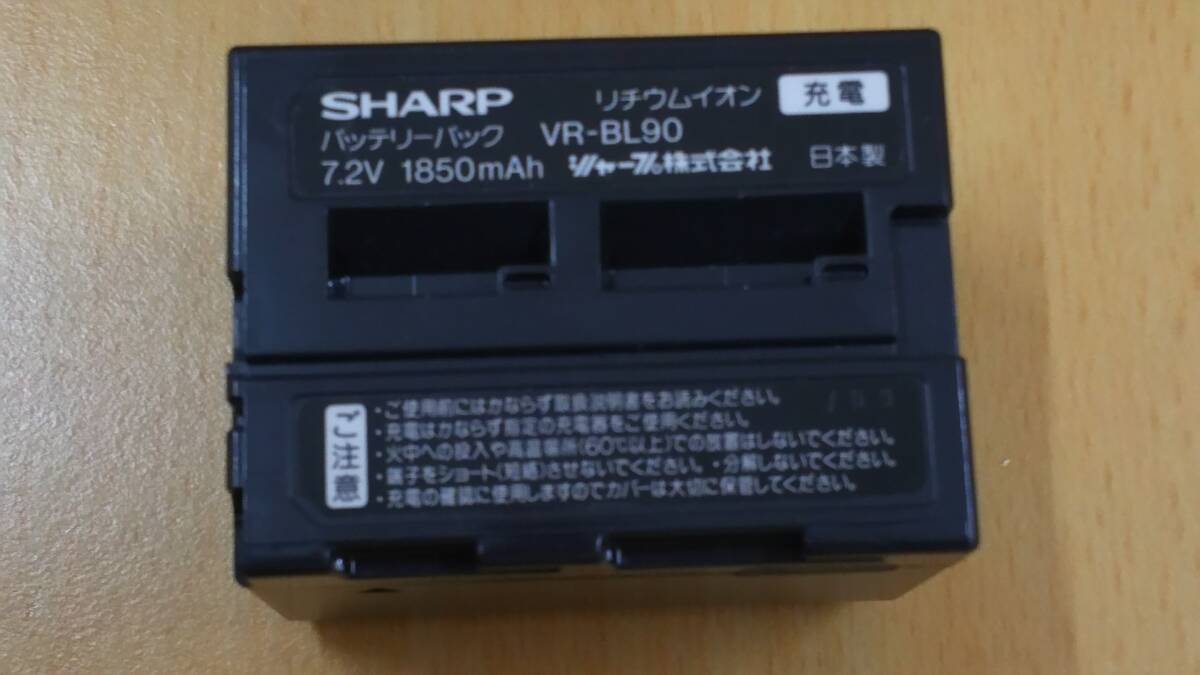 SHARP リチウムイオン 充電
バッテリーパック VR-BL90
7.2V 1850mAh シャープ株式会社 日本製
ご注意
・ご使用前にはかならず取扱説明書をお読みください。
・充電はかならず指定の充電器をご使用ください。
・火中への投入や高温場所(60℃以上)での放置はしないでください。
・端子をショート(短絡)させないでください。・分解しないでください。
・充電の確認に使用しますのでカバーは大切に保管してください。